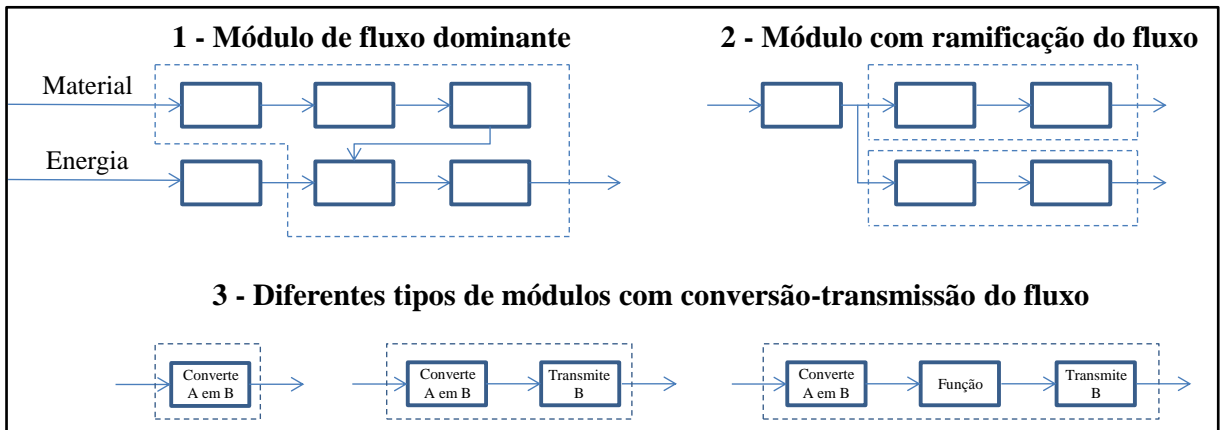 1 - Módulo de fluxo dominante
Material
Energia
2 - Módulo com ramificação do fluxo
3 - Diferentes tipos de módulos com conversão-transmissão do fluxo
Converte
A em B
Converte
A em B
Transmite
B
Converte
A em B
Função
Transmite
B